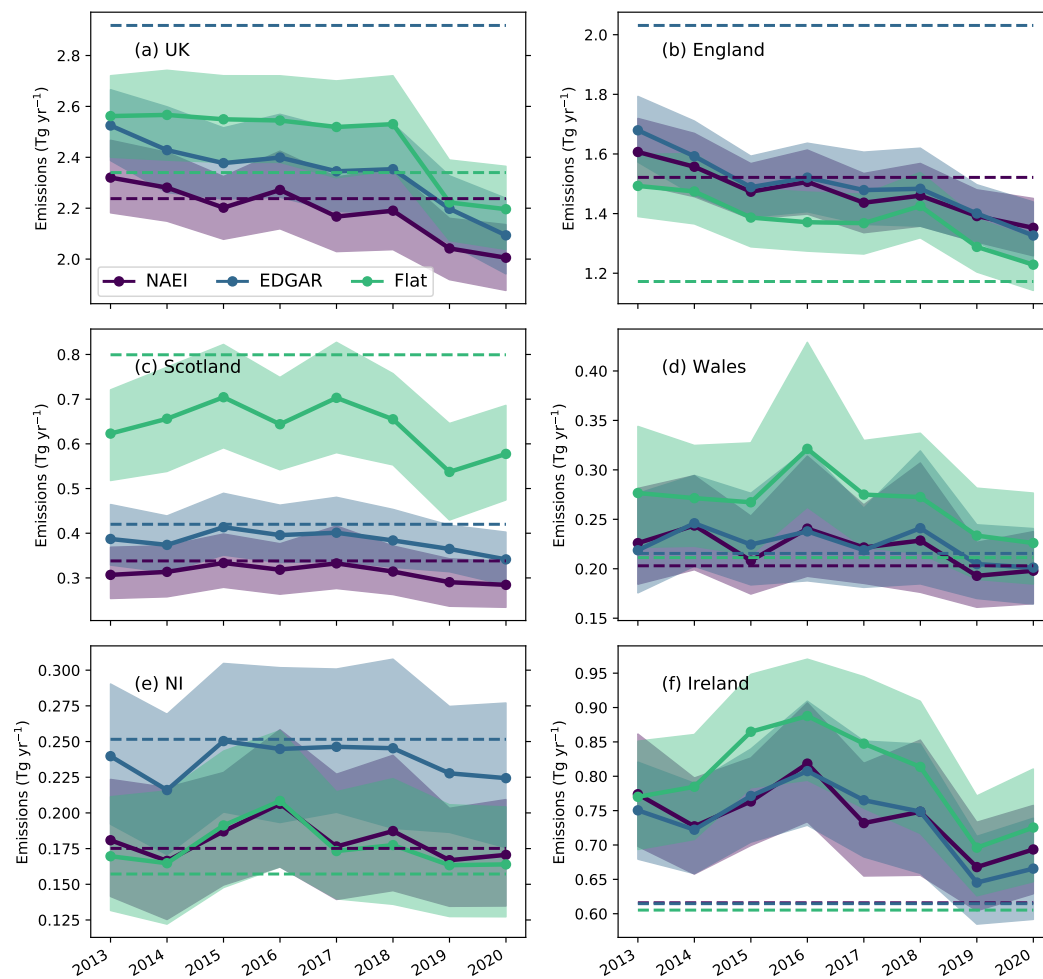 (a) UK
Emissions (Tg yr⁻¹)
2.8
2.6
2.4
2.2
2.0
NAEI EDGAR Flat
(b) England
Emissions (Tg yr⁻¹)
2.0
1.8
1.6
1.4
1.2
(c) Scotland
Emissions (Tg yr⁻¹)
0.8
0.7
0.6
0.5
0.4
0.3
(d) Wales
Emissions (Tg yr⁻¹)
0.40
0.35
0.30
0.25
0.20
0.15
(e) NI
Emissions (Tg yr⁻¹)
0.300
0.275
0.250
0.225
0.200
0.175
0.150
0.125
2013 2014 2015 2016 2017 2018 2019 2020
(f) Ireland
Emissions (Tg yr⁻¹)
0.95
0.90
0.85
0.80
0.75
0.70
0.65
0.60
2013 2014 2015 2016 2017 2018 2019 2020